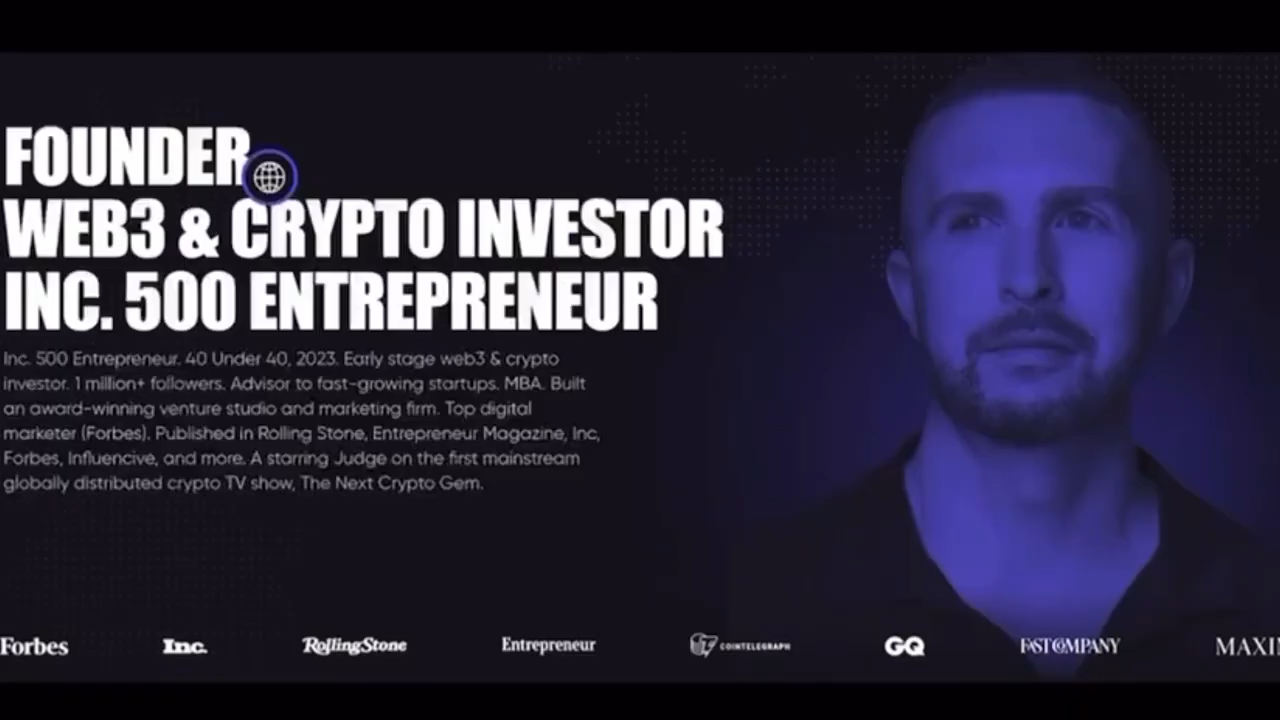 FOUNDER
WEB3 & CRYPTO INVESTOR
INC. 500 ENTREPRENEUR
Inc. 500 Entrepreneur. 40 Under 40, 2023. Early stage web3 & crypto
investor. 1 million+ followers. Advisor to fast-growing startups. MBA. Built
an award-winning venture studio and marketing firm. Top digital
marketer (Forbes). Published in Rolling Stone, Entrepreneur Magazine, Inc,
Forbes, Influencive, and more. A starring Judge on the first mainstream
globally distributed crypto TV show, The Next Crypto Gem.
Forbes Inc. RollingStone Entrepreneur COINTELEGRAPH GQ FAST COMPANY